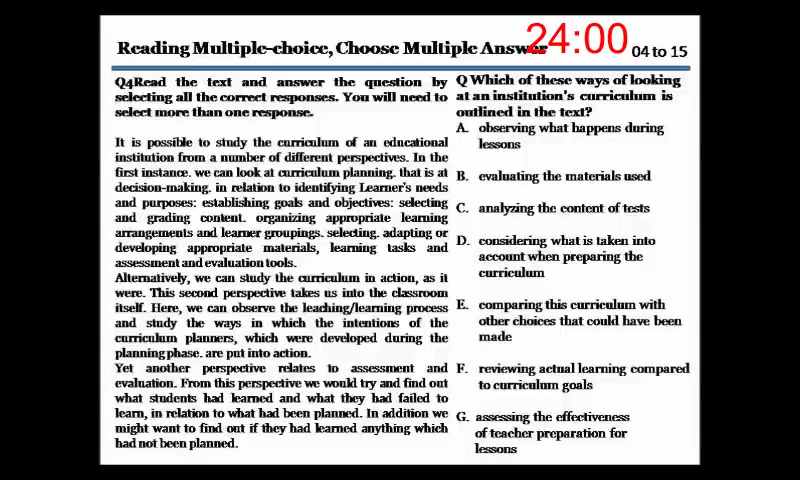 Reading Multiple-choice, Choose Multiple Answer
24:00
04 to 15
Q4Read the text and answer the question by
selecting all the correct responses. You will need to
select more than one response.
It is possible to study the curriculum of an educational
institution from a number of different perspectives. In the
first instance. we can look at curriculum planning. that is at
decision-making. in relation to identifying Learner's needs
and purposes: establishing goals and objectives: selecting
and grading content. organizing appropriate learning
arrangements and learner groupings. selecting. adapting or
developing appropriate materials, learning tasks and
assessment and evaluation tools.
Alternatively, we can study the curriculum in action, as it
were. This second perspective takes us into the classroom
itself. Here, we can observe the leaching/learning process
and study the ways in which the intentions of the
curriculum planners, which were developed during the
planning phase. are put into action.
Yet another perspective relates to assessment and
evaluation. From this perspective we would try and find out
what students had learned and what they had failed to
learn, in relation to what had been planned. In addition we
might want to find out if they had learned anything which
had not been planned.
Q Which of these ways of looking
at an institution's curriculum is
outlined in the text?
A. observing what happens during
lessons
B. evaluating the materials used
C. analyzing the content of tests
D. considering what is taken into
account when preparing the
curriculum
E. comparing this curriculum with
other choices that could have been
made
F. reviewing actual learning compared
to curriculum goals
G. assessing the effectiveness
of teacher preparation for
lessons